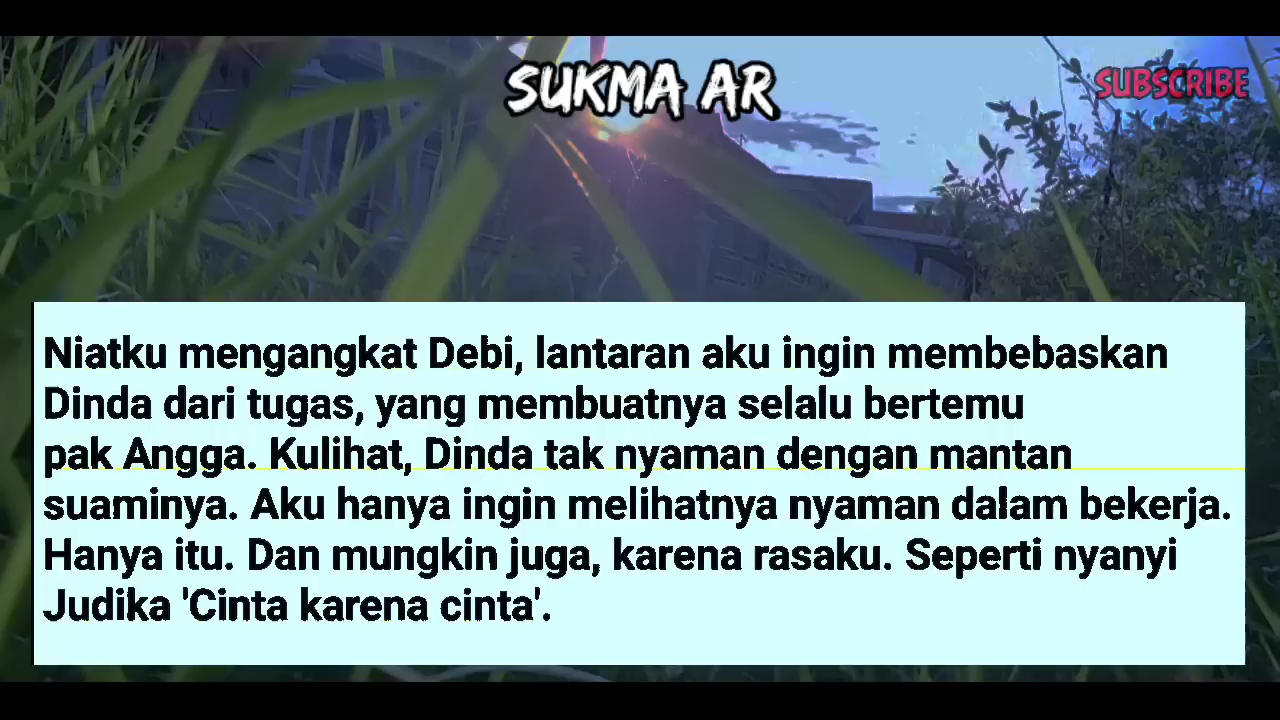 SUKMA AR
SUBSCRIBE
Niatku mengangkat Debi, lantaran aku ingin membebaskan
Dinda dari tugas, yang membuatnya selalu bertemu
pak Angga. Kulihat, Dinda tak nyaman dengan mantan
suaminya. Aku hanya ingin melihatnya nyaman dalam bekerja.
Hanya itu. Dan mungkin juga, karena rasaku. Seperti nyanyi
Judika 'Cinta karena cinta'.